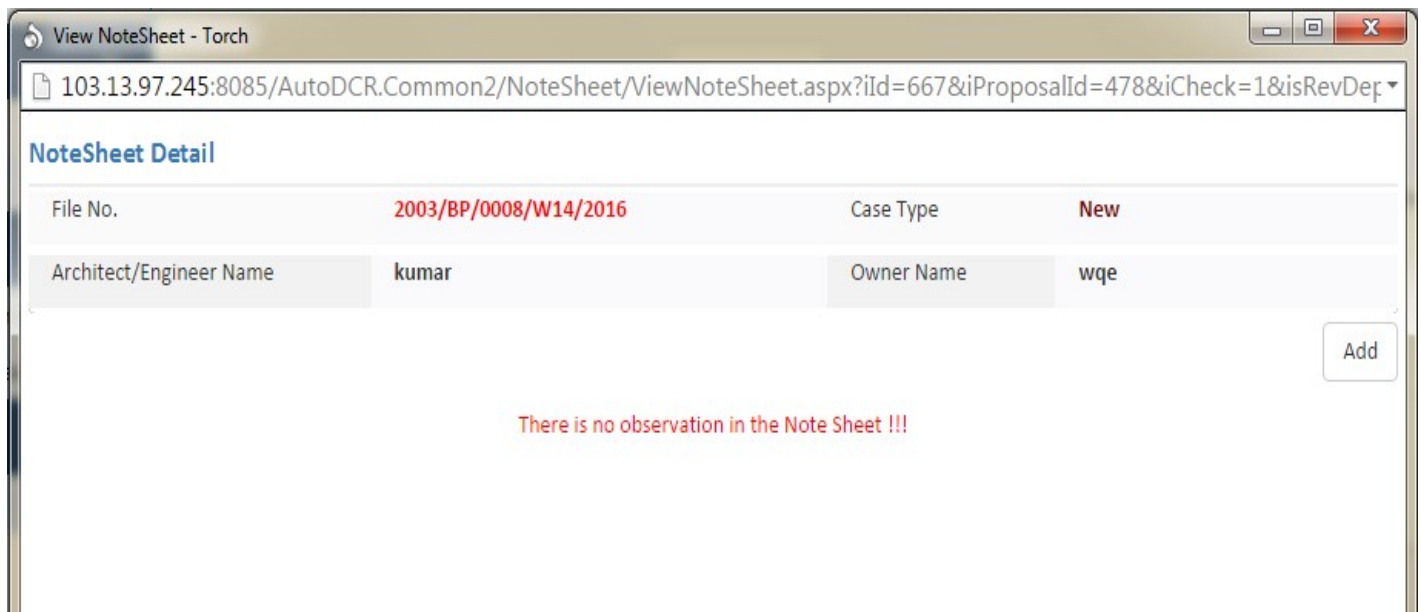 View NoteSheet - Torch
103.13.97.245:8085/AutoDCR.Common2/NoteSheet/ViewNoteSheet.aspx?iId=667&iProposalId=478&iCheck=1&isRevDep
NoteSheet Detail
File No. 2003/BP/0008/W14/2016 Case Type New
Architect/Engineer Name kumar Owner Name wqe
Add
There is no observation in the Note Sheet !!!